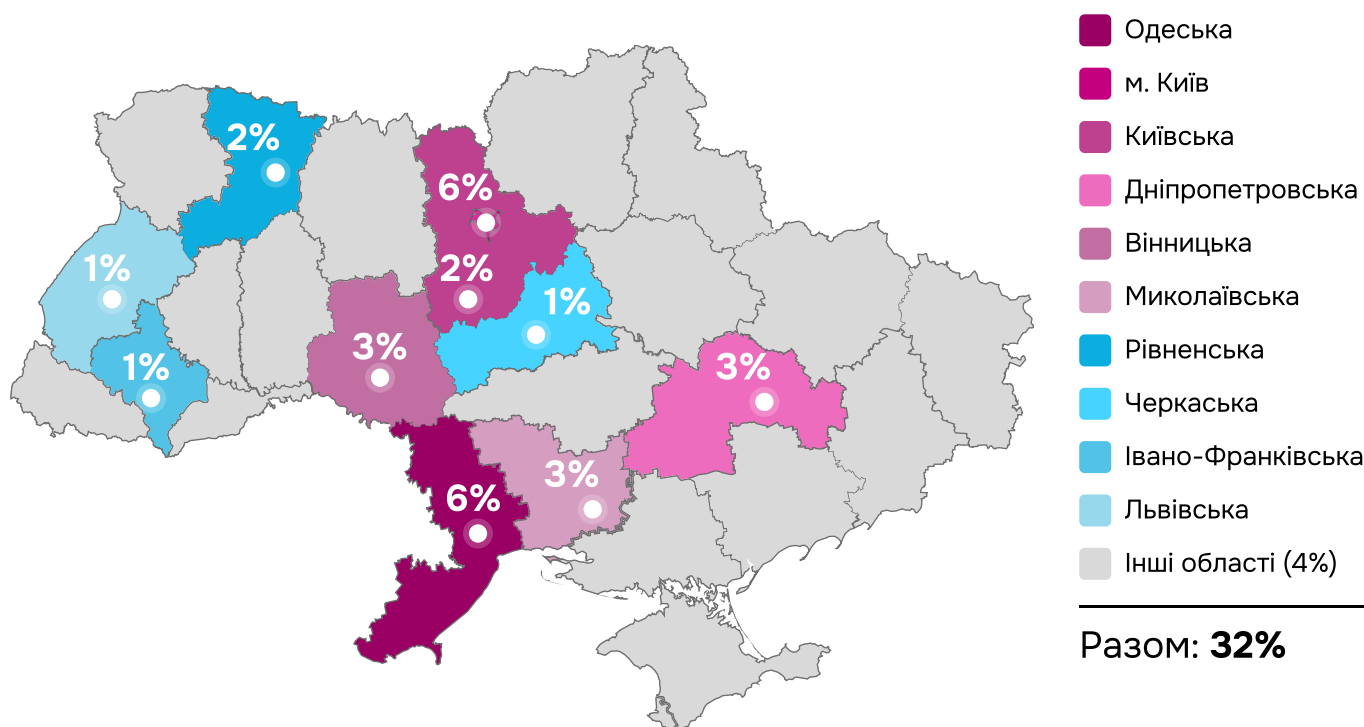 2%
6%
1%
2%
1%
3%
1%
3%
3%
6%
Одеська
м. Київ
Київська
Дніпропетровська
Вінницька
Миколаївська
Рівненська
Черкаська
Івано-Франківська
Львівська
Інші області (4%)
Разом: 32%